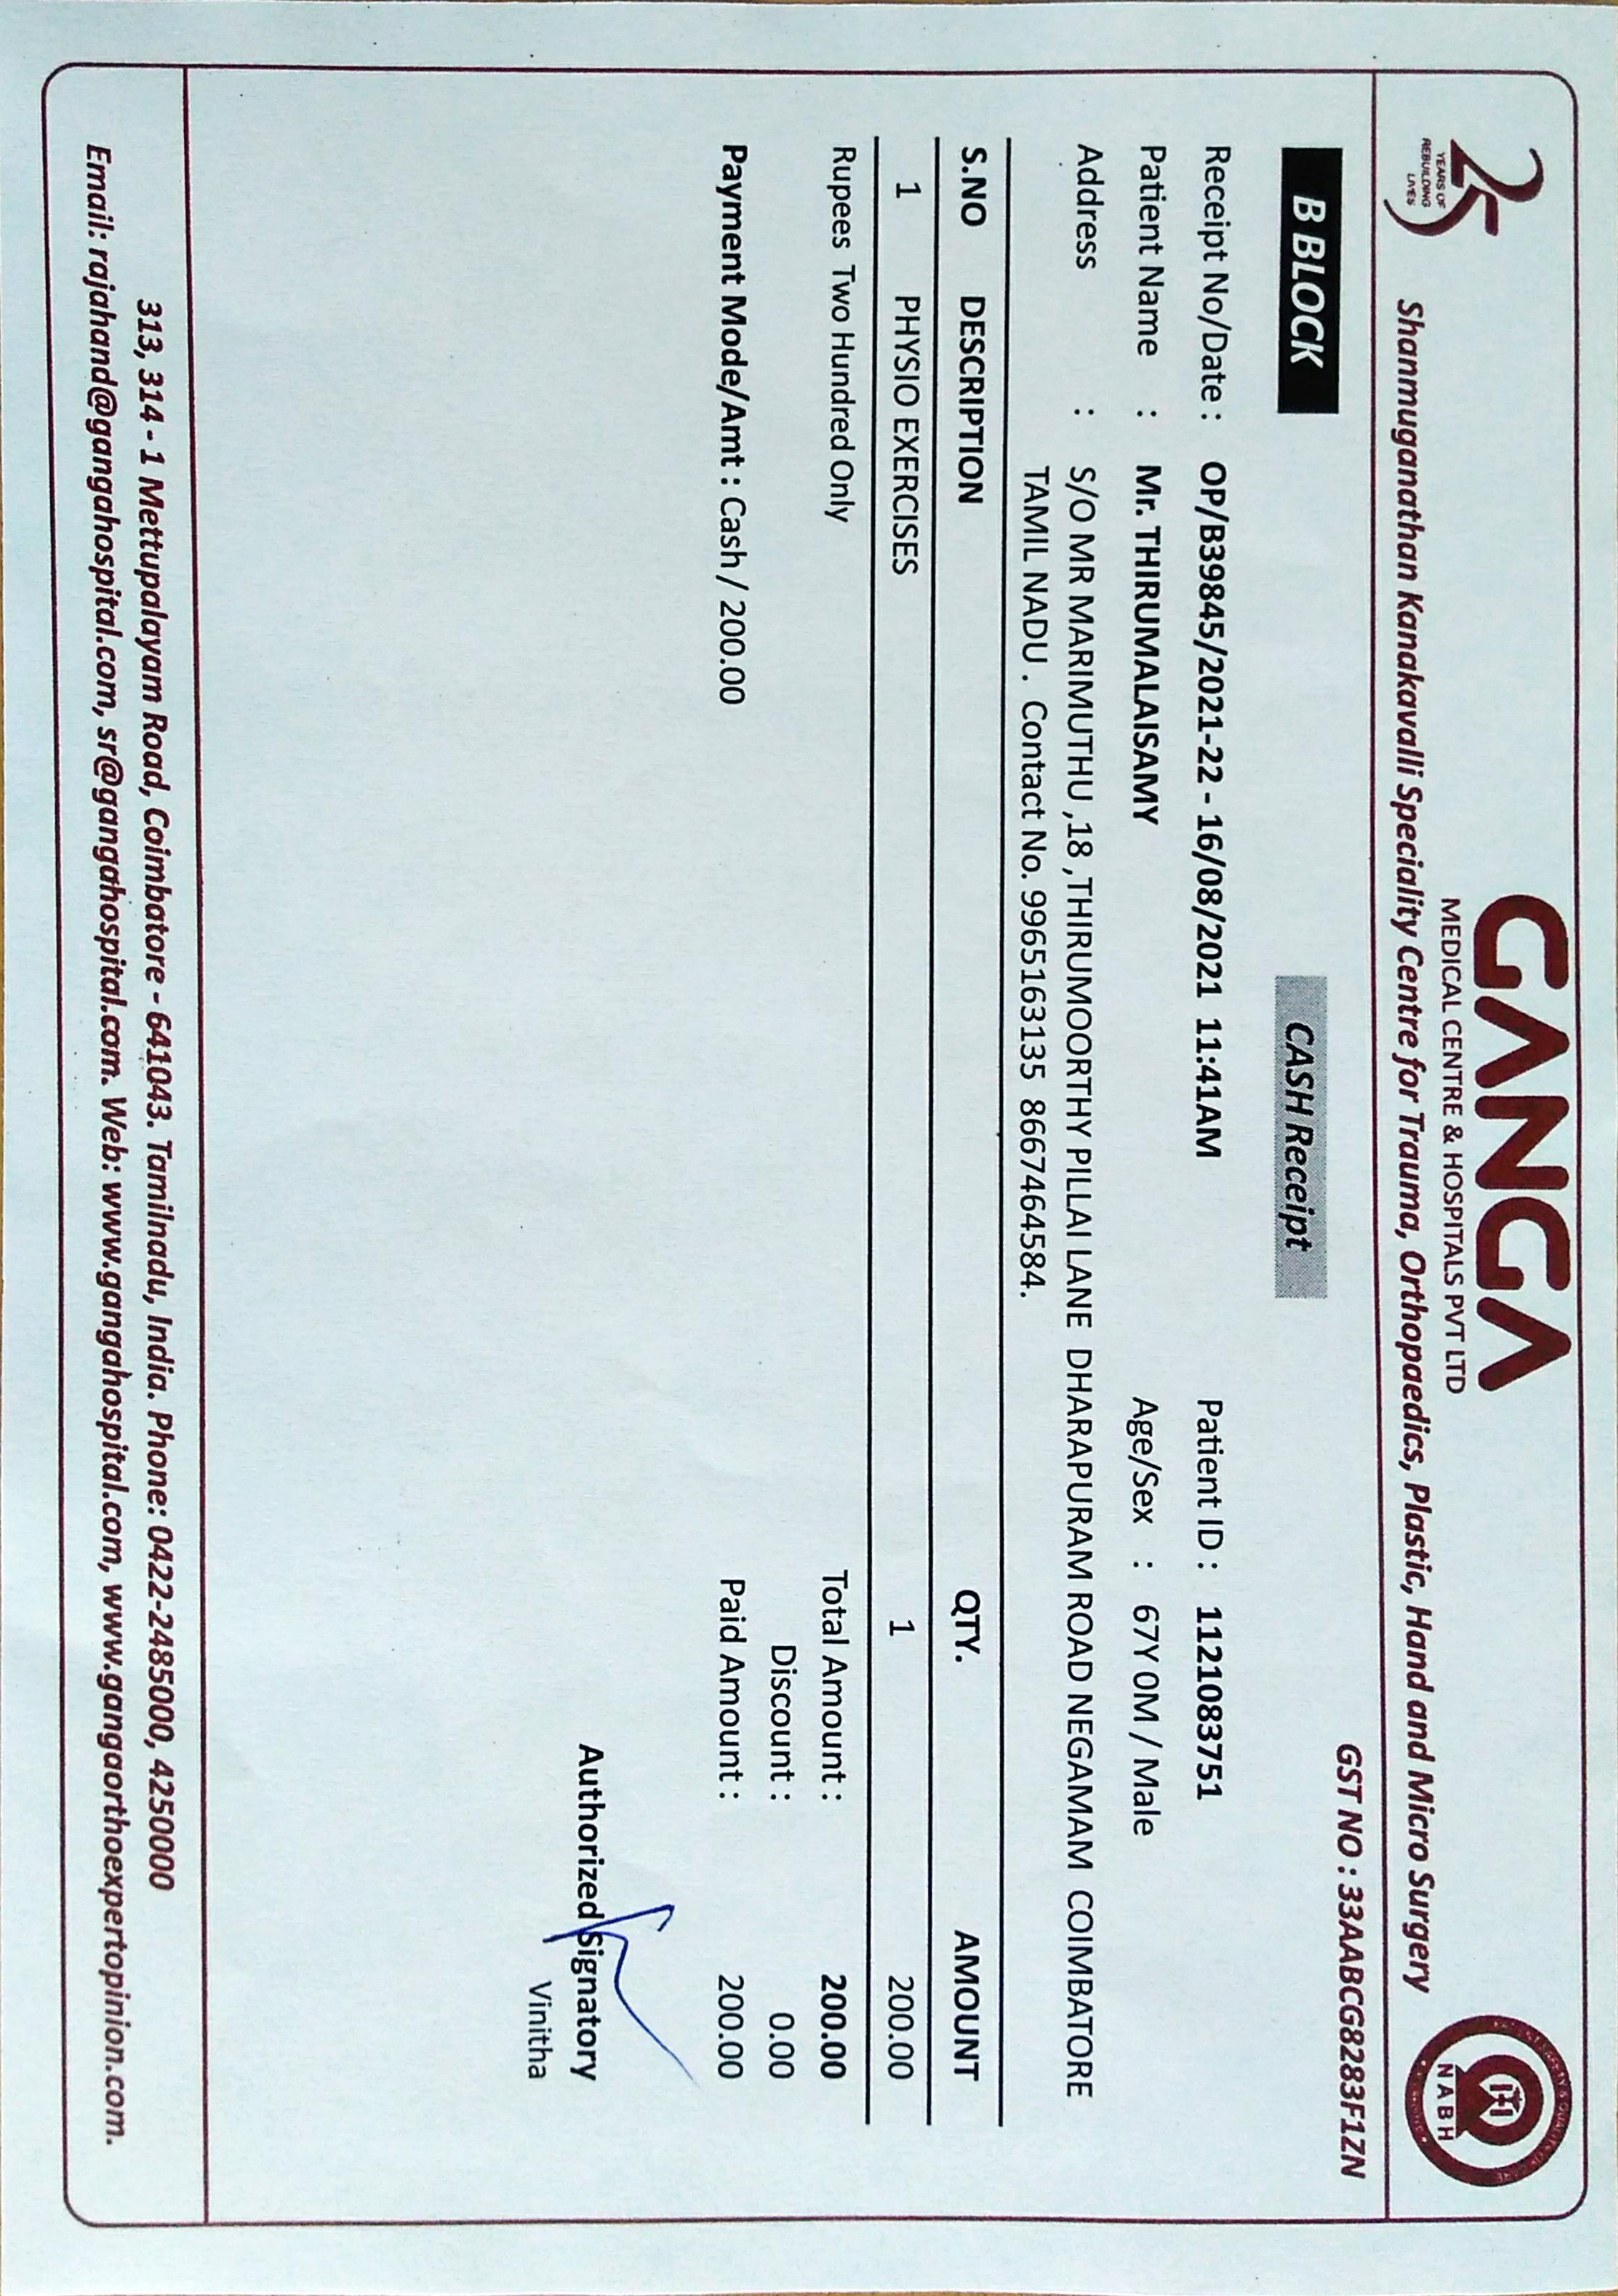 25
YEARS OF
REBUILDING
LIVES
GANGA
MEDICAL CENTRE & HOSPITALS PVT LTD
Shanmuganathan Kanakavalli Speciality Centre for Trauma, Orthopaedics, Plastic, Hand and Micro Surgery
NABH
GST NO : 33AABCG8283F1ZN
B BLOCK
CASH Receipt
Receipt No/Date : OP/B39845/2021-22 - 16/08/2021 11:41AM Patient ID : 1121083751
Patient Name : Mr. THIRUMALAISAMY Age/Sex : 67Y 0M / Male
Address : S/O MR MARIMUTHU ,18 ,THIRUMOORTHY PILLAI LANE DHARAPURAM ROAD NEGAMAM COIMBATORE
TAMIL NADU . Contact No. 9965163135 8667464584.
S.NO DESCRIPTION QTY. AMOUNT
1 PHYSIO EXERCISES 1 200.00
Rupees Two Hundred Only Total Amount : 200.00
Discount : 0.00
Payment Mode/Amt : Cash / 200.00 Paid Amount : 200.00
Authorized Signatory
Vinitha
313, 314 - 1 Mettupalayam Road, Coimbatore - 641043. Tamilnadu, India. Phone: 0422-2485000, 4250000
Email: rajahand@gangahospital.com, sr@gangahospital.com. Web: www.gangahospital.com, www.gangaorthoexpertopinion.com.